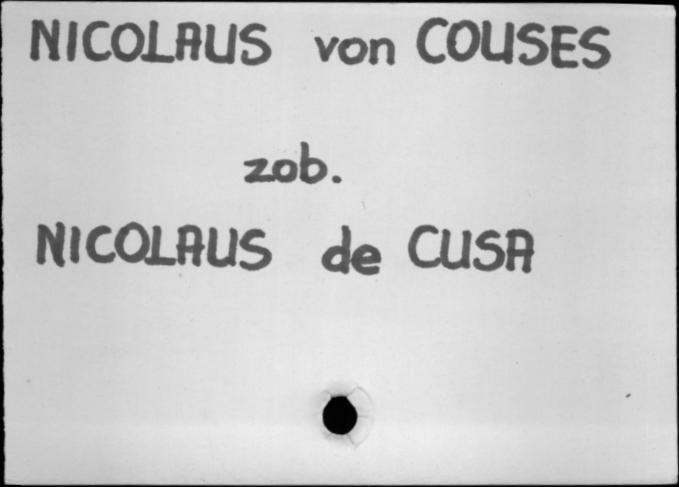 NICOLAUS von COUSES
zob.
NICOLAUS de CUSA